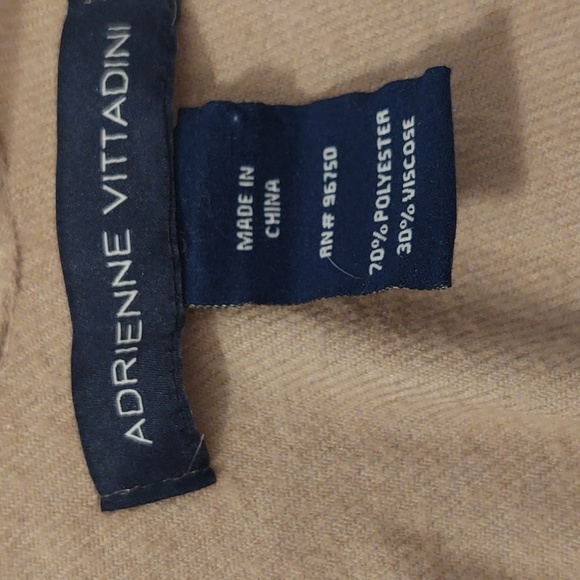 ADRIENNE VITTADINI
MADE IN
CHINA
RN# 96750
70% POLYESTER
30% VISCOSE